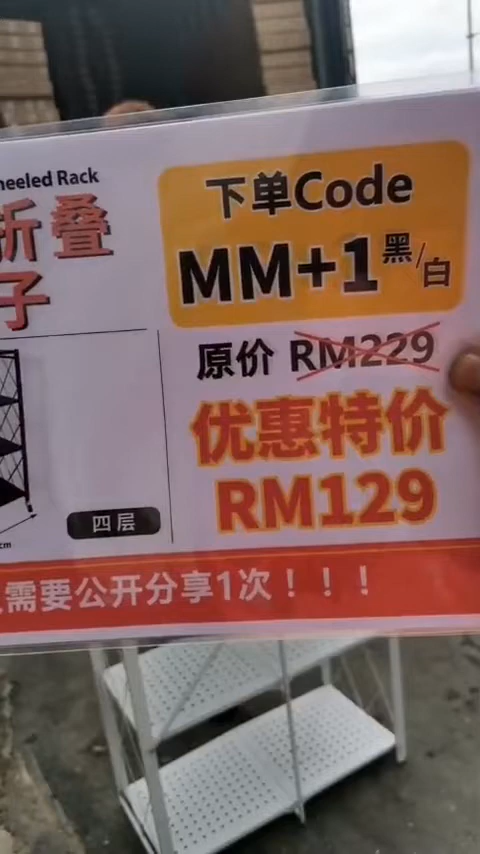 heeled Rack
折叠
子
下单Code
MM+1黑/白
原价 RM229
优惠特价
RM129
四层
cm
需要公开分享1次！！！